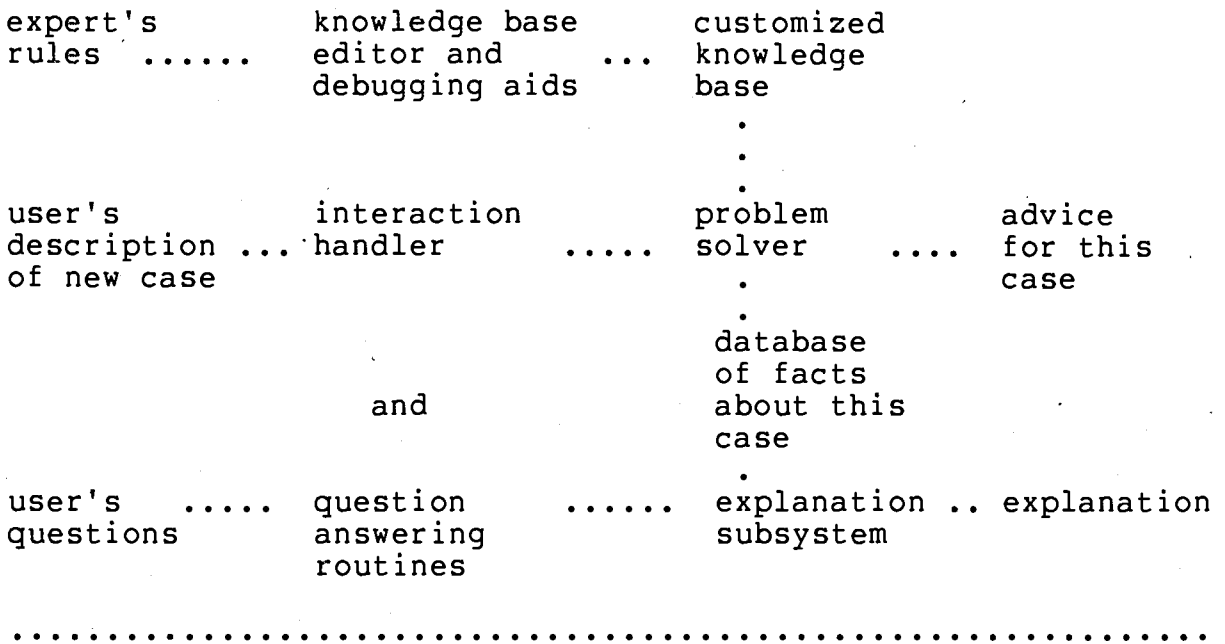 expert's knowledge base customized
rules ...... editor and ... knowledge
debugging aids base
.
.
.
user's interaction problem advice
description ... handler ..... solver .... for this
of new case . case
.
database
of facts
and about this
case
.
user's ..... question ...... explanation .. explanation
questions answering subsystem
routines
.............................................................